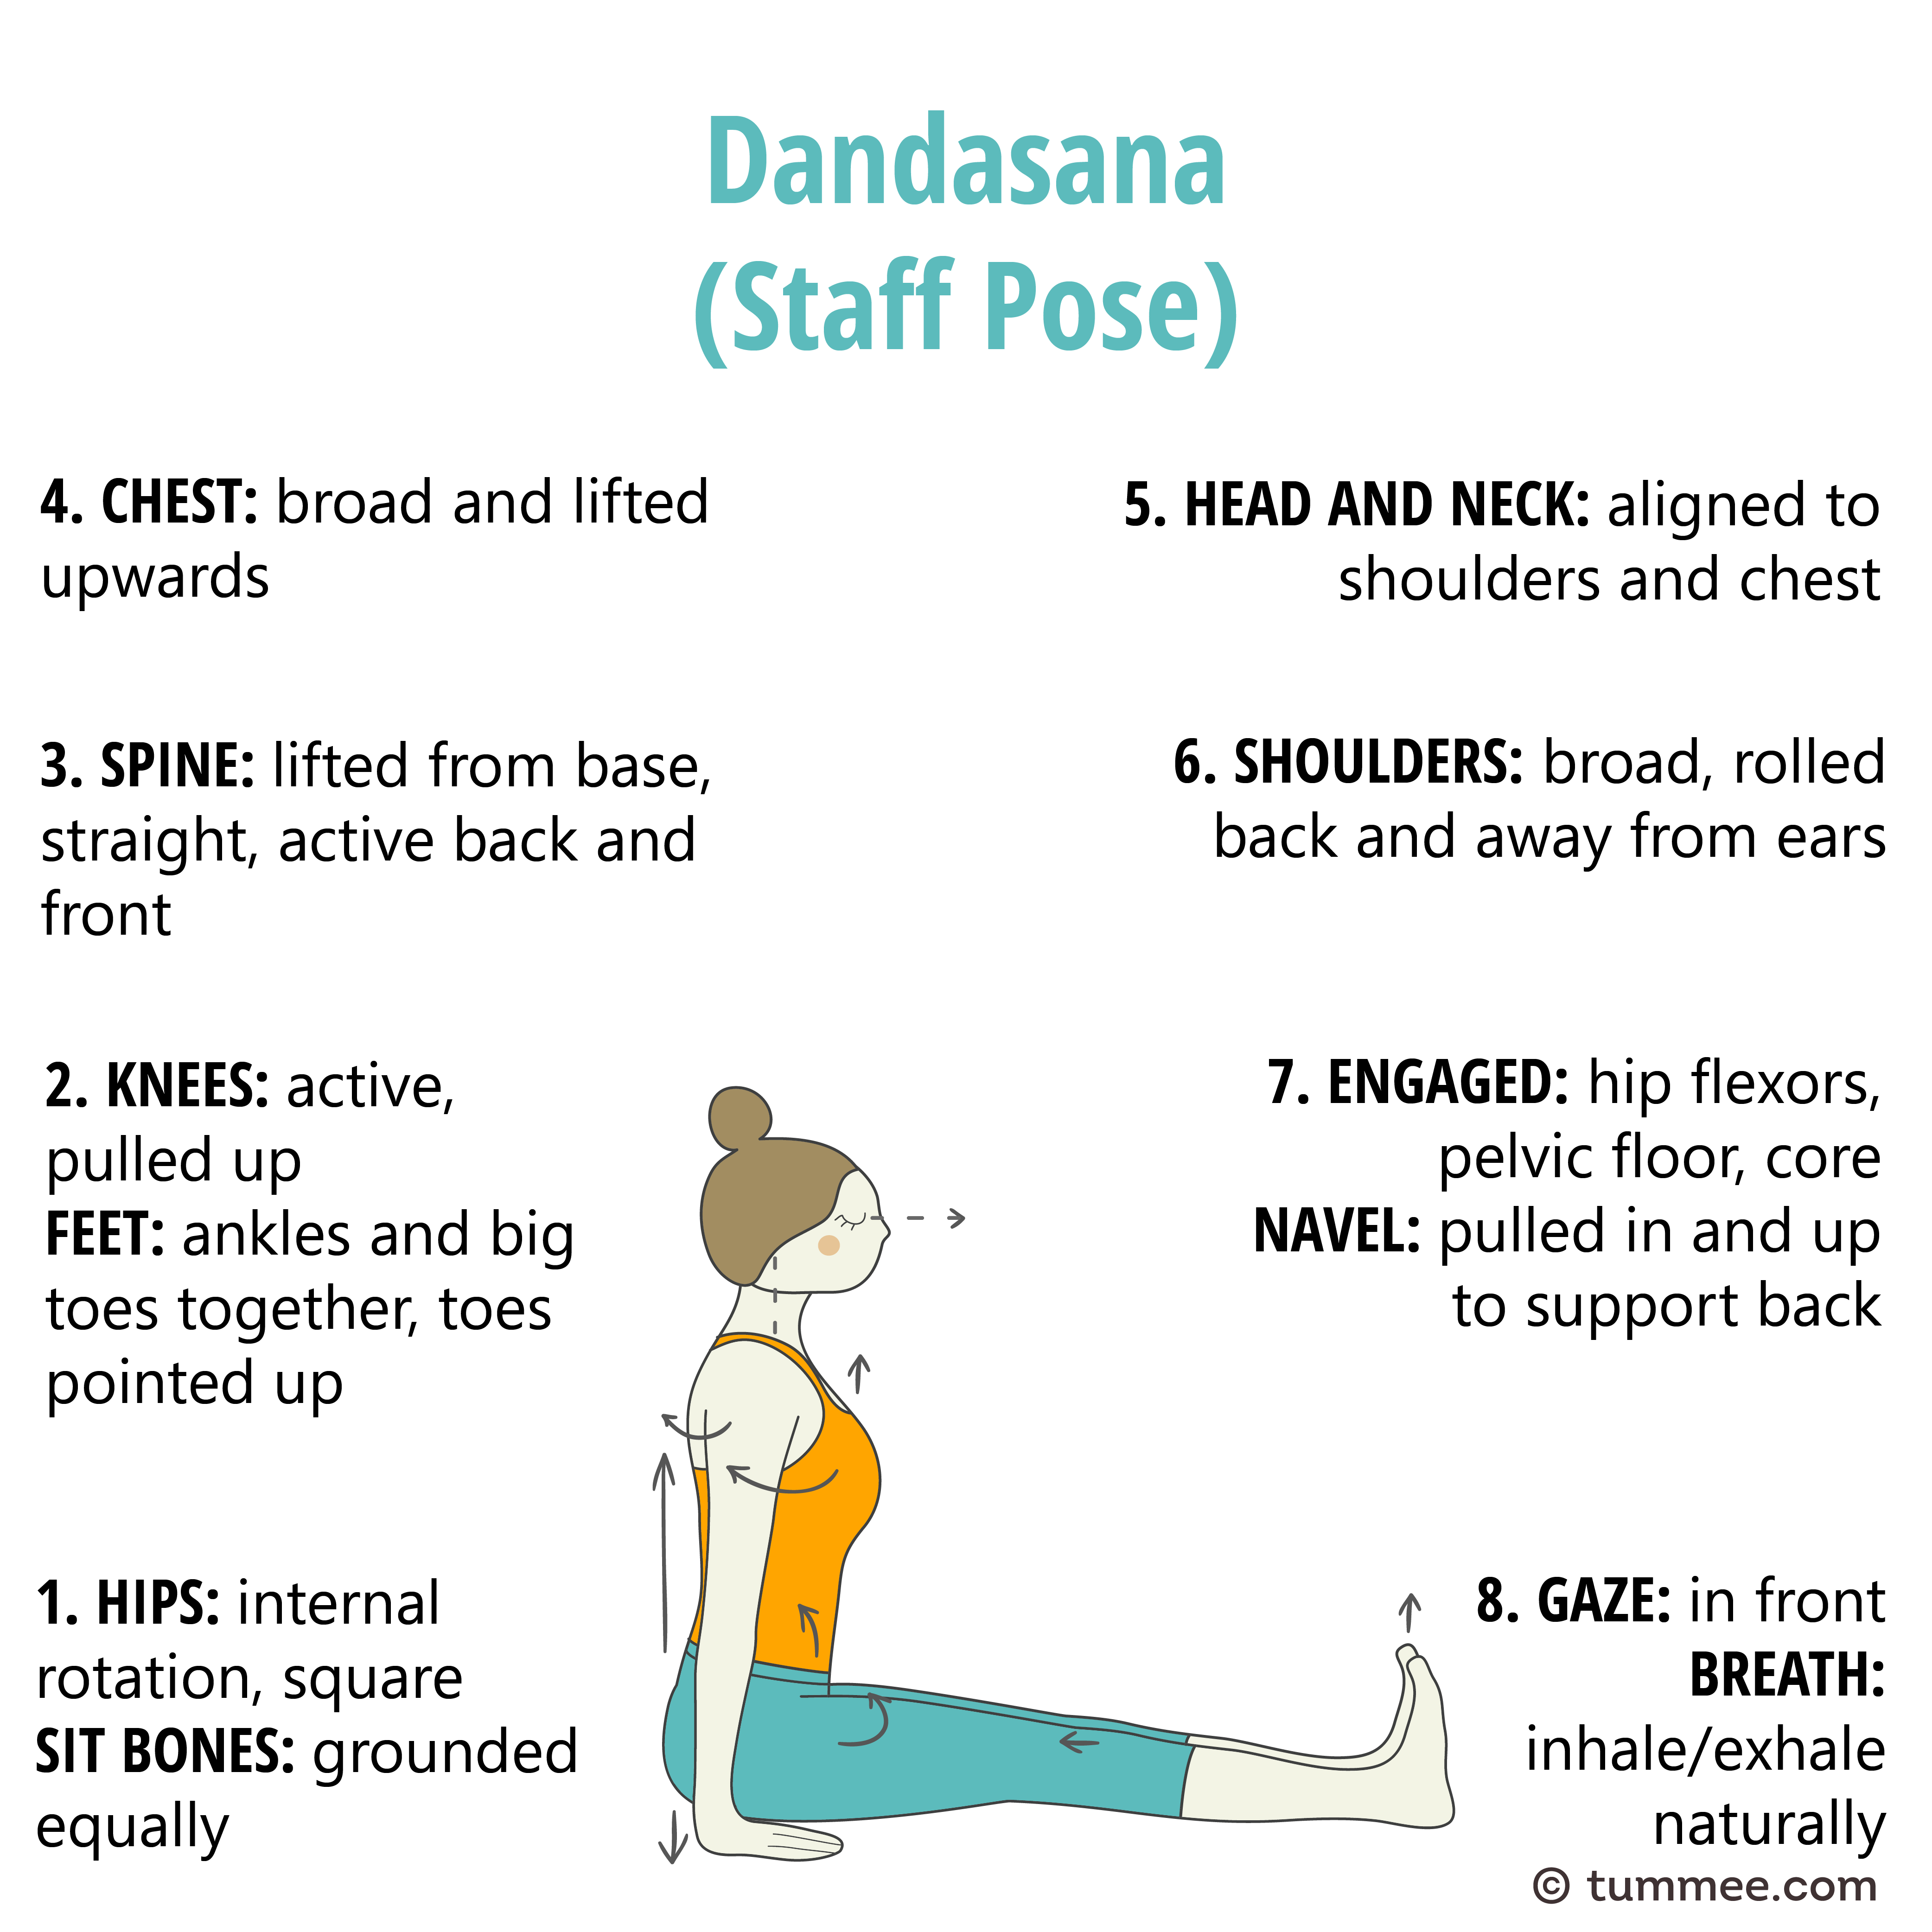 Dandasana
(Staff Pose)
4. CHEST: broad and lifted
upwards
5. HEAD AND NECK: aligned to
shoulders and chest
3. SPINE: lifted from base,
straight, active back and
front
6. SHOULDERS: broad, rolled
back and away from ears
2. KNEES: active,
pulled up
FEET: ankles and big
toes together, toes
pointed up
7. ENGAGED: hip flexors,
pelvic floor, core
NAVEL: pulled in and up
to support back
1. HIPS: internal
rotation, square
SIT BONES: grounded
equally
8. GAZE: in front
BREATH:
inhale/exhale
naturally
© tummee.com